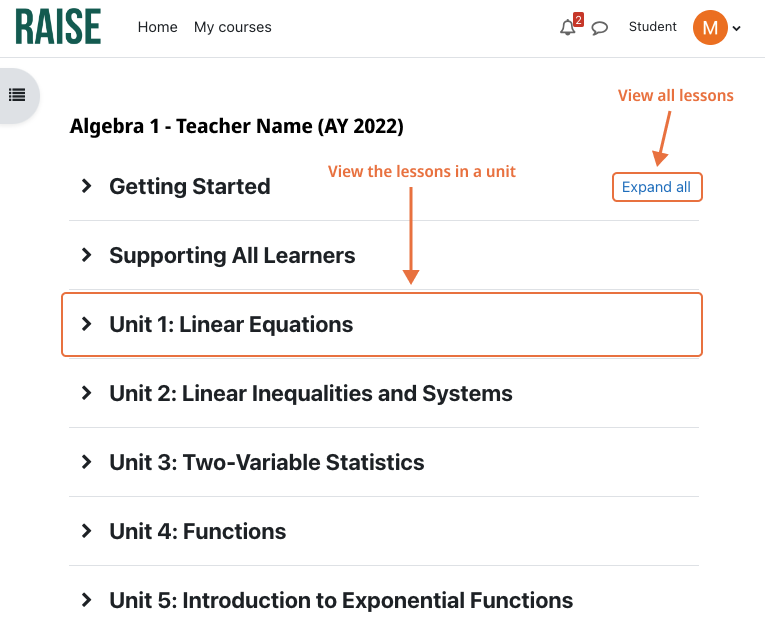 RAISE
Home My courses 2 Student M
View all lessons
Algebra 1 - Teacher Name (AY 2022)
View the lessons in a unit
Getting Started Expand all
Supporting All Learners
Unit 1: Linear Equations
Unit 2: Linear Inequalities and Systems
Unit 3: Two-Variable Statistics
Unit 4: Functions
Unit 5: Introduction to Exponential Functions